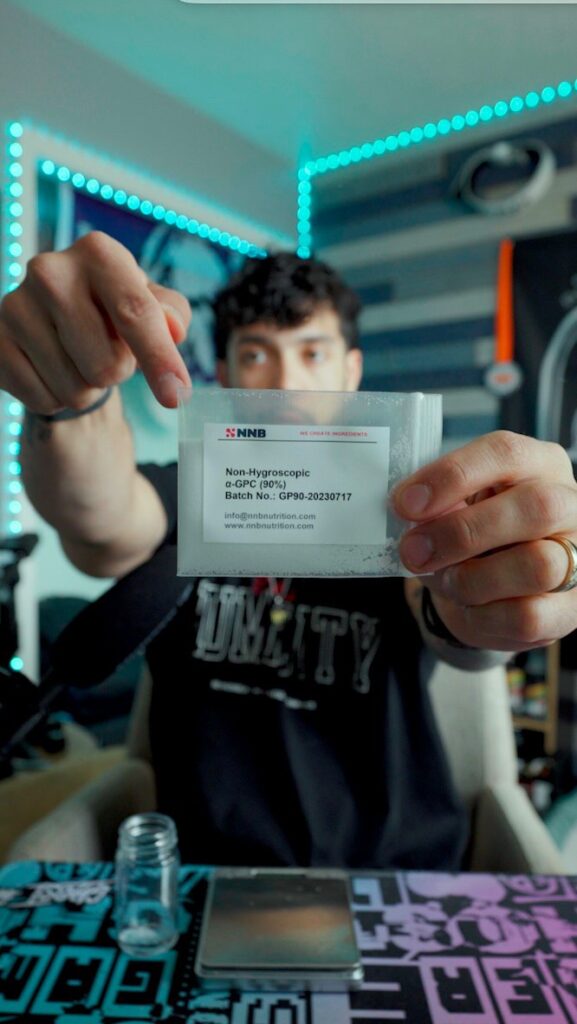 NNB
WE CREATE INGREDIENTS
Non-Hygroscopic
α-GPC (90%)
Batch No.: GP90-20230717
info@nnbnutrition.com
www.nnbnutrition.com